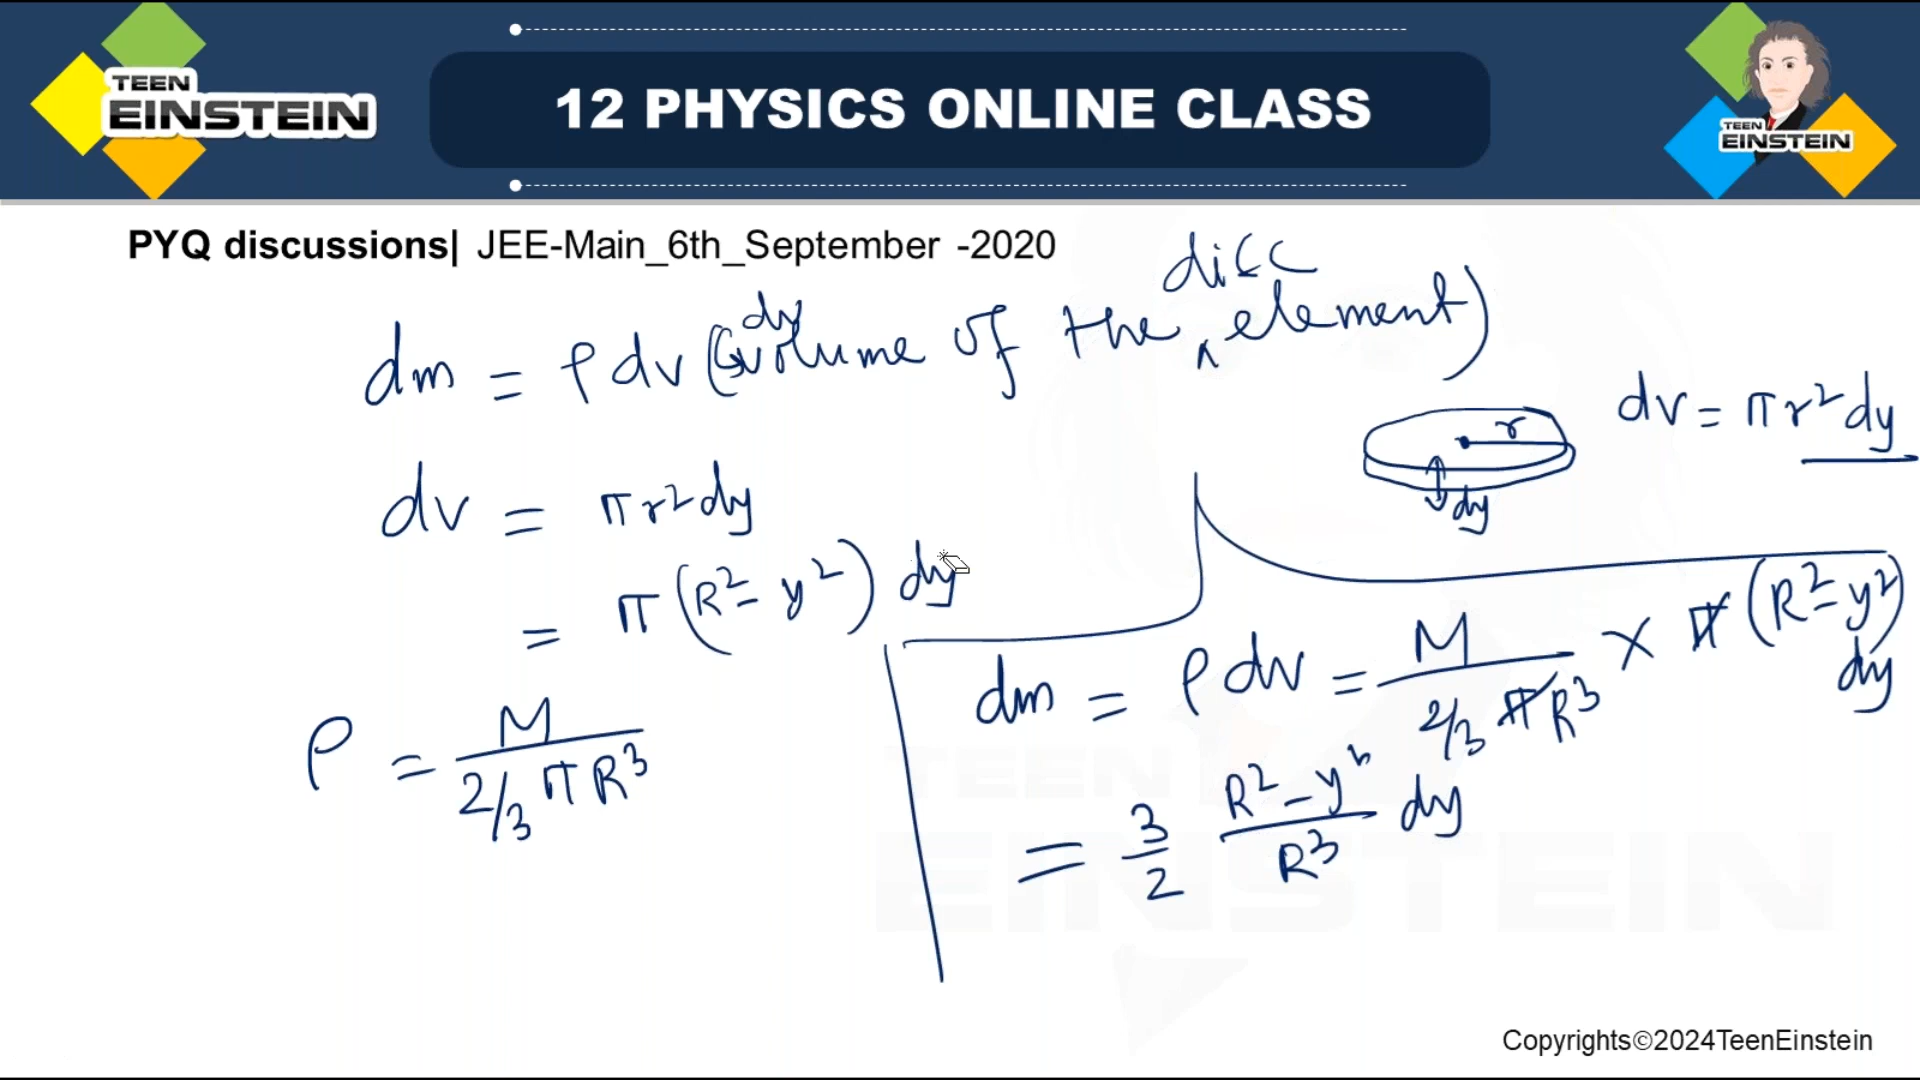 TEEN
EINSTEIN
12 PHYSICS ONLINE CLASS
TEEN
EINSTEIN
PYQ discussions| JEE-Main_6th_September -2020
disc
dm = ρ dv (dy volume of the ʌ element)
dv = πr²dy
r
dy
dv = πr²dy
= π(R² - y²) dy
ρ = M / 2/3 πR³
dm = ρ dv = M / 2/3 πR³ × π (R² - y²) dy
= 3/2 (R² - y²)/R³ dy
TEEN
EINSTEIN
Copyrights©2024TeenEinstein